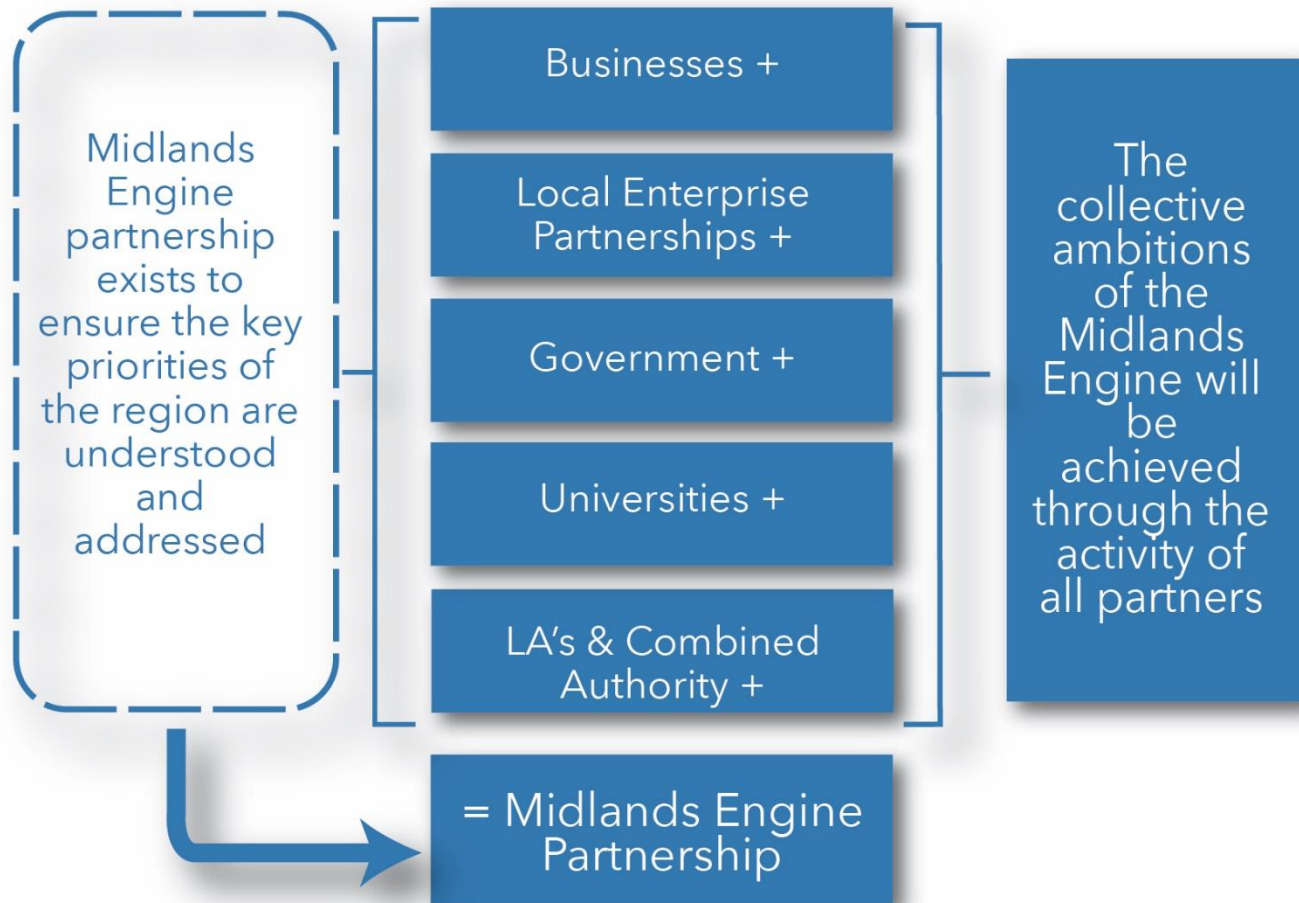 Midlands
Engine
partnership
exists to
ensure the key
priorities of
the region are
understood
and
addressed
Businesses +
Local Enterprise
Partnerships +
Government +
Universities +
LA's & Combined
Authority +
= Midlands Engine
Partnership
The
collective
ambitions
of the
Midlands
Engine will
be
achieved
through the
activity of
all partners